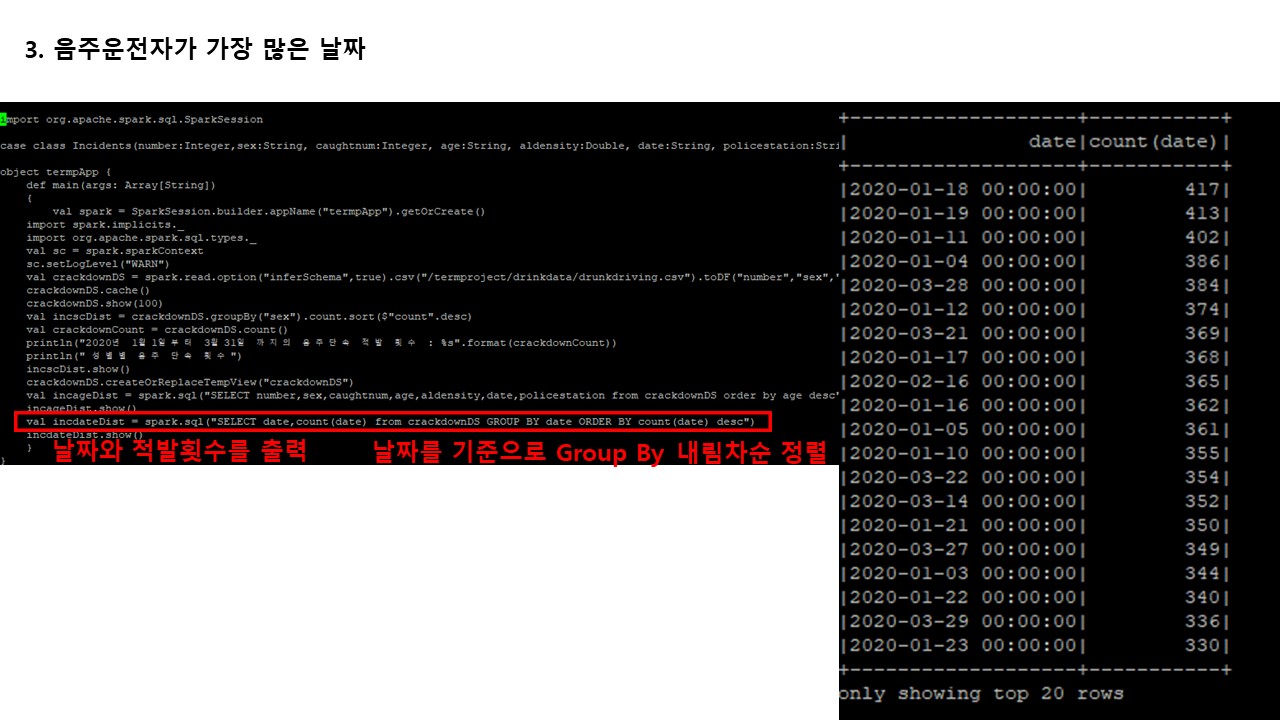 3. 음주운전자가 가장 많은 날짜
import org.apache.spark.sql.SparkSession
case class Incidents(number:Integer,sex:String, caughtnum:Integer, age:String, aldensity:Double, date:String, policestation:Stri
object termpApp {
def main(args: Array[String])
{
val spark = SparkSession.builder.appName("termpApp").getOrCreate()
import spark.implicits._
import org.apache.spark.sql.types._
val sc = spark.sparkContext
sc.setLogLevel("WARN")
val crackdownDS = spark.read.option("inferSchema",true).csv("/termproject/drinkdata/drunkdriving.csv").toDF("number","sex","
crackdownDS.cache()
crackdownDS.show(100)
val incscDist = crackdownDS.groupBy("sex").count.sort($"count".desc)
val crackdownCount = crackdownDS.count()
println("2020년 1월 1일 부터 3월 31일 까지의 음주단속 적발 횟수 : %s".format(crackdownCount))
println(" 성별별 음주 단속 횟수 ")
incscDist.show()
crackdownDS.createOrReplaceTempView("crackdownDS")
val incageDist = spark.sql("SELECT number,sex,caughtnum,age,aldensity,date,policestation from crackdownDS order by age desc"
incageDist.show()
val incdateDist = spark.sql("SELECT date,count(date) from crackdownDS GROUP BY date ORDER BY count(date) desc")
incdateDist.show()
}
날짜와 적발횟수를 출력 날짜를 기준으로 Group By 내림차순 정렬
}
+-------------------+-----------+
| date|count(date)|
+-------------------+-----------+
|2020-01-18 00:00:00| 417|
|2020-01-19 00:00:00| 413|
|2020-01-11 00:00:00| 402|
|2020-01-04 00:00:00| 386|
|2020-03-28 00:00:00| 384|
|2020-01-12 00:00:00| 374|
|2020-03-21 00:00:00| 369|
|2020-01-17 00:00:00| 368|
|2020-02-16 00:00:00| 365|
|2020-01-16 00:00:00| 362|
|2020-01-05 00:00:00| 361|
|2020-01-10 00:00:00| 355|
|2020-03-22 00:00:00| 354|
|2020-03-14 00:00:00| 352|
|2020-01-21 00:00:00| 350|
|2020-03-27 00:00:00| 349|
|2020-01-03 00:00:00| 344|
|2020-01-22 00:00:00| 340|
|2020-03-29 00:00:00| 336|
|2020-01-23 00:00:00| 330|
+-------------------+-----------+
only showing top 20 rows